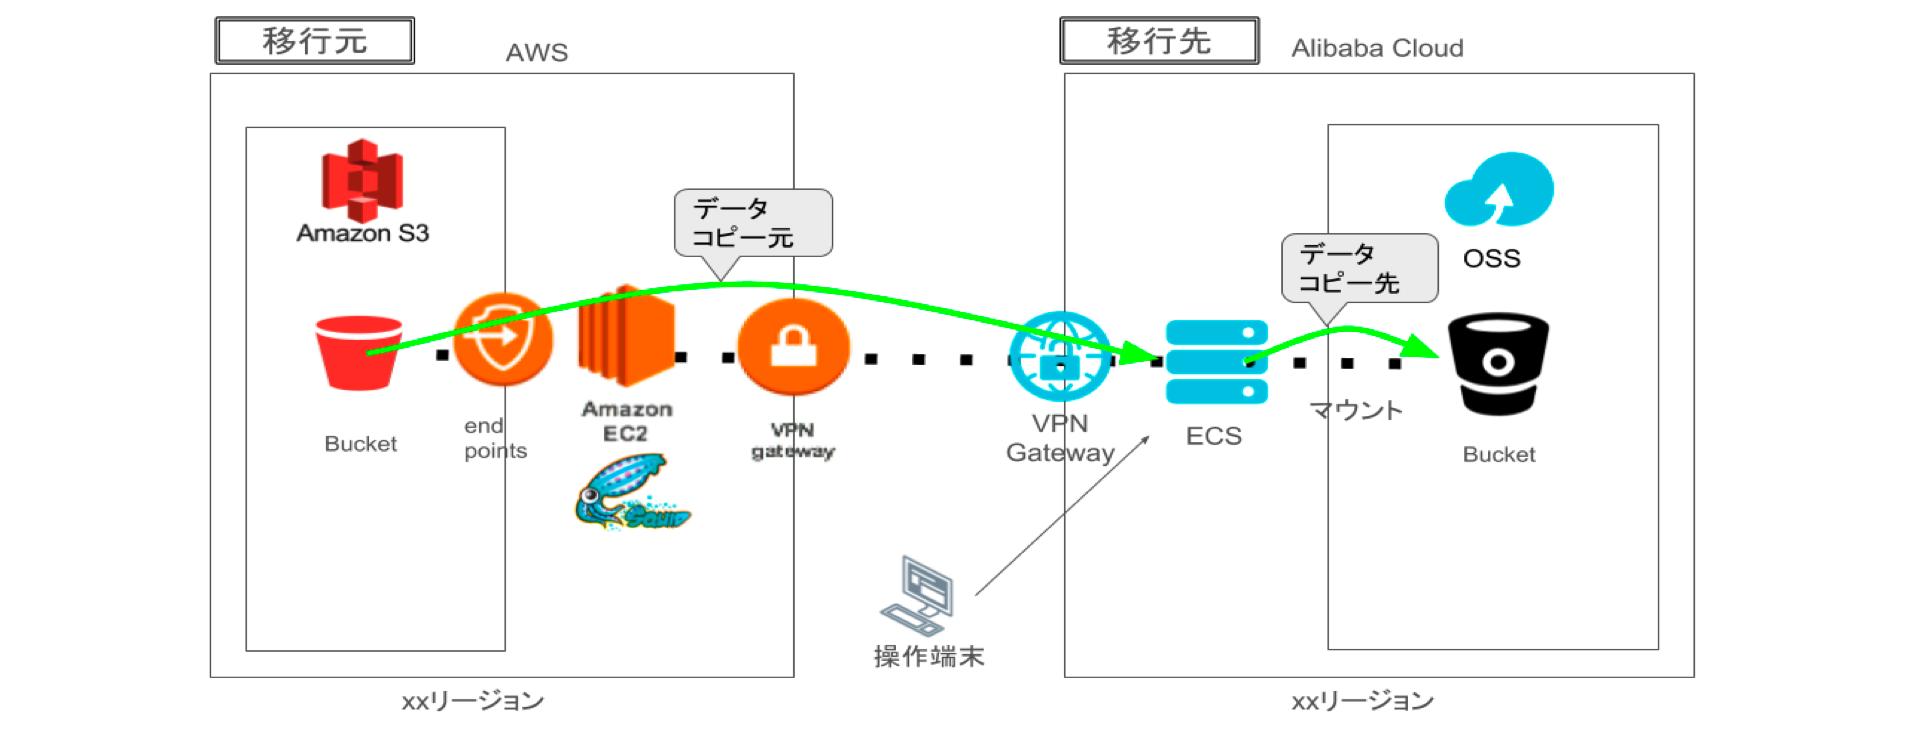 移行元
AWS
移行先
Alibaba Cloud
Amazon S3
データ
コピー元
データ
コピー先
OSS
Bucket
end
points
Amazon
EC2
Squid
VPN
gateway
VPN
Gateway
ECS
マウント
Bucket
操作端末
xxリージョン
xxリージョン